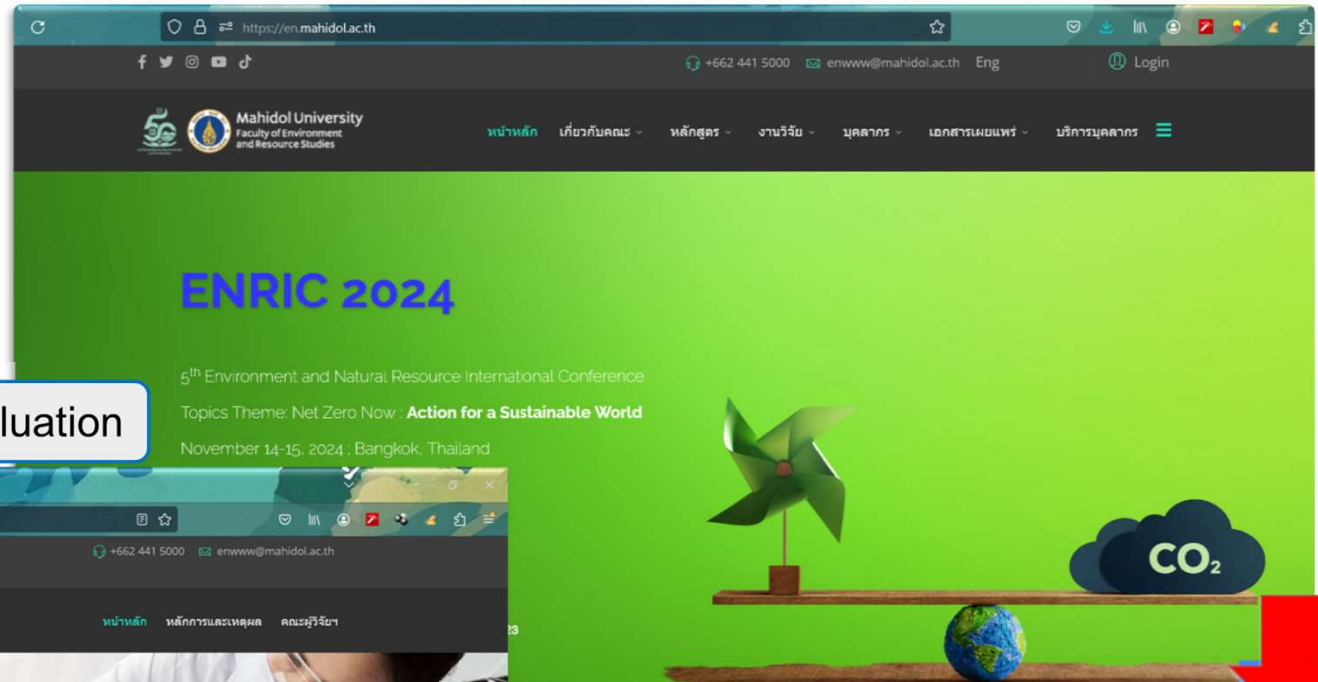 https://en.mahidol.ac.th
+662 441 5000 enwww@mahidol.ac.th Eng Login
Mahidol University
Faculty of Environment
and Resource Studies
หน้าหลัก เกี่ยวกับคณะ หลักสูตร งานวิจัย บุคลากร เอกสารเผยแพร่ บริการบุคลากร
ENRIC 2024
5th Environment and Natural Resource International Conference
Topics Theme: Net Zero Now : Action for a Sustainable World
November 14-15, 2024 ; Bangkok, Thailand
luation
+662 441 5000 enwww@mahidol.ac.th
หน้าหลัก หลักการและเหตุผล คณะผู้วิจัยฯ
23
CO₂